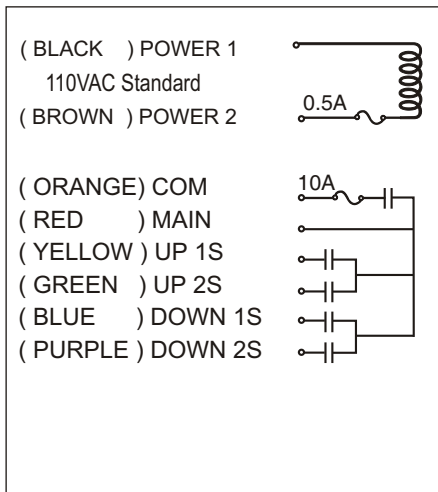 ( BLACK ) POWER 1
110VAC Standard
( BROWN ) POWER 2 0.5A
( ORANGE) COM 10A
( RED ) MAIN
( YELLOW ) UP 1S
( GREEN ) UP 2S
( BLUE ) DOWN 1S
( PURPLE ) DOWN 2S